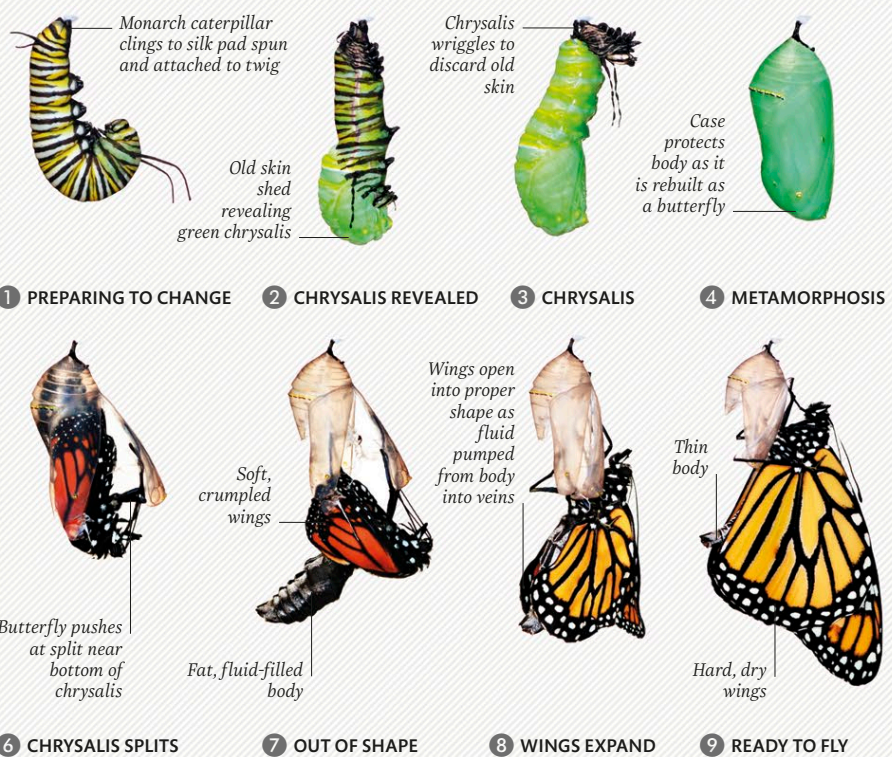 Monarch caterpillar
clings to silk pad spun
and attached to twig
Old skin
shed
revealing
green chrysalis
Chrysalis
wriggles to
discard old
skin
Case
protects
body as it
is rebuilt as
a butterfly
1 PREPARING TO CHANGE
2 CHRYSALIS REVEALED
3 CHRYSALIS
4 METAMORPHOSIS
Butterfly pushes
at split near
bottom of
chrysalis
Soft,
crumpled
wings
Fat, fluid-filled
body
Wings open
into proper
shape as
fluid
pumped
from body
into veins
Thin
body
Hard, dry
wings
6 CHRYSALIS SPLITS
7 OUT OF SHAPE
8 WINGS EXPAND
9 READY TO FLY